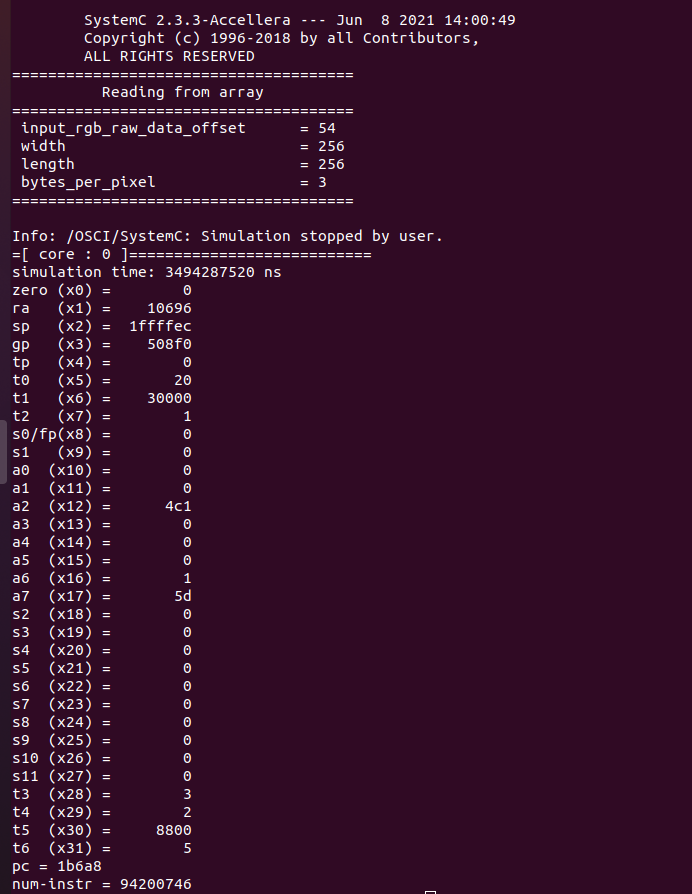 SystemC 2.3.3-Accellera --- Jun  8 2021 14:00:49
Copyright (c) 1996-2018 by all Contributors,
ALL RIGHTS RESERVED
======================================
Reading from array
======================================
input_rgb_raw_data_offset      = 54
width                          = 256
length                         = 256
bytes_per_pixel                = 3
======================================
Info: /OSCI/SystemC: Simulation stopped by user.
=[ core : 0 ]===========================
simulation time: 3494287520 ns
zero (x0) =        0
ra   (x1) =    10696
sp   (x2) =  1ffffec
gp   (x3) =    508f0
tp   (x4) =        0
t0   (x5) =       20
t1   (x6) =    30000
t2   (x7) =        1
s0/fp(x8) =        0
s1   (x9) =        0
a0  (x10) =        0
a1  (x11) =        0
a2  (x12) =      4c1
a3  (x13) =        0
a4  (x14) =        0
a5  (x15) =        0
a6  (x16) =        1
a7  (x17) =       5d
s2  (x18) =        0
s3  (x19) =        0
s4  (x20) =        0
s5  (x21) =        0
s6  (x22) =        0
s7  (x23) =        0
s8  (x24) =        0
s9  (x25) =        0
s10 (x26) =        0
s11 (x27) =        0
t3  (x28) =        3
t4  (x29) =        2
t5  (x30) =     8800
t6  (x31) =        5
pc = 1b6a8
num-instr = 94200746